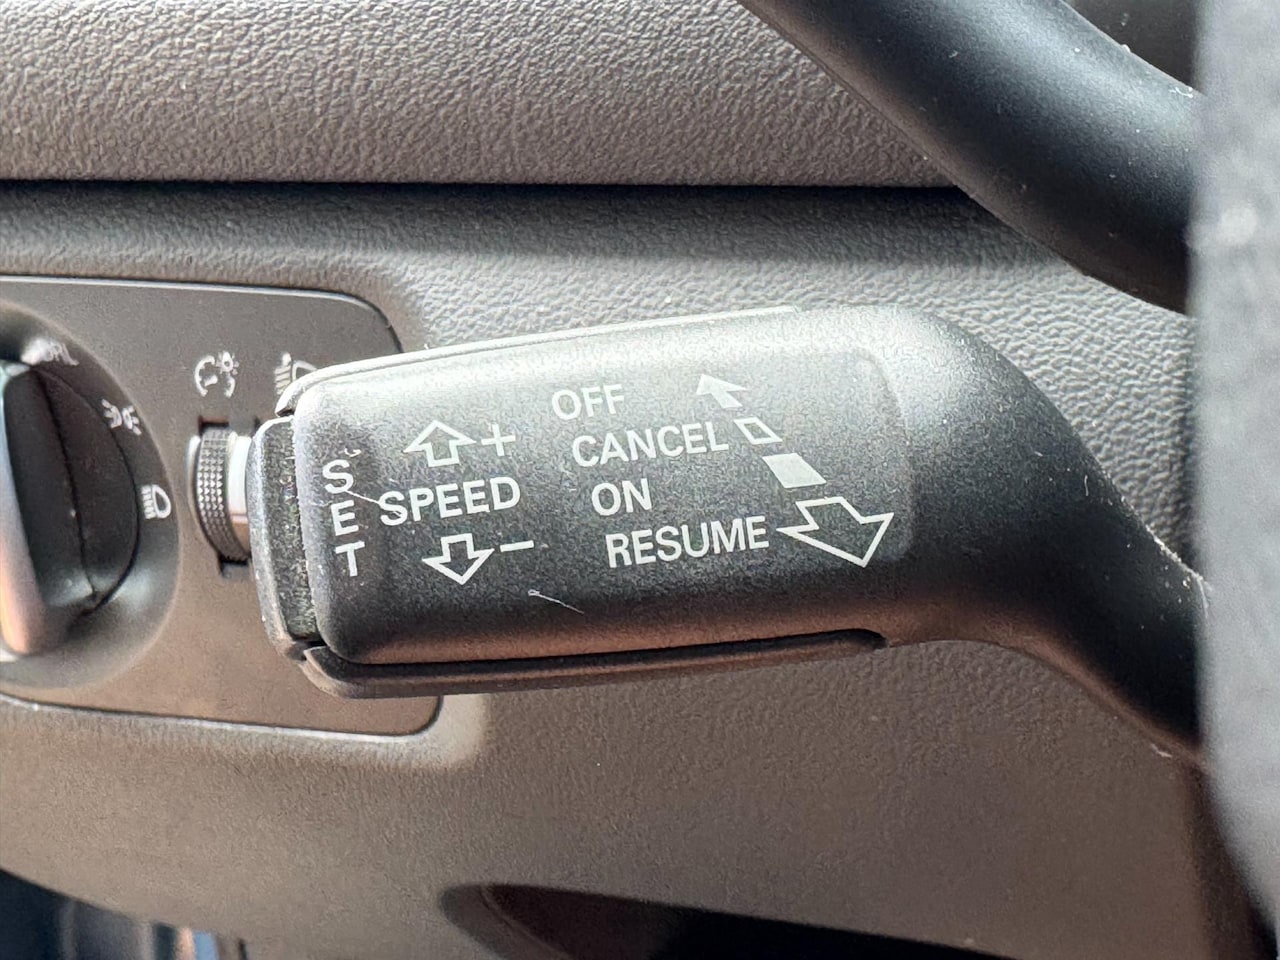 OFF
CANCEL
ON
RESUME
+
SPEED
−
SET